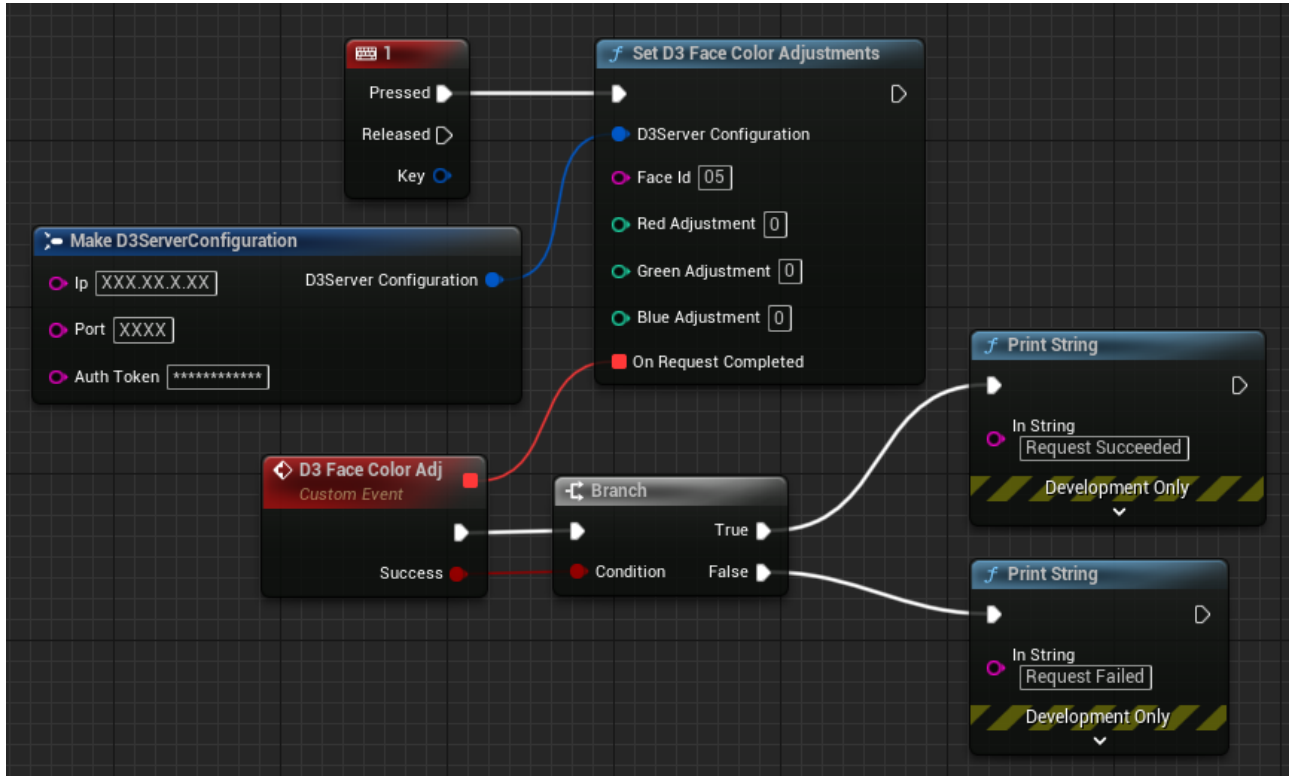 1
Pressed
Released
Key
Set D3 Face Color Adjustments
D3Server Configuration
Face Id 05
Red Adjustment 0
Green Adjustment 0
Blue Adjustment 0
On Request Completed
Make D3ServerConfiguration
Ip XXX.XX.X.XX D3Server Configuration
Port XXXX
Auth Token ************
D3 Face Color Adj
Custom Event
Success
Branch
True
Condition False
Print String
In String
Request Succeeded
Development Only
Print String
In String
Request Failed
Development Only